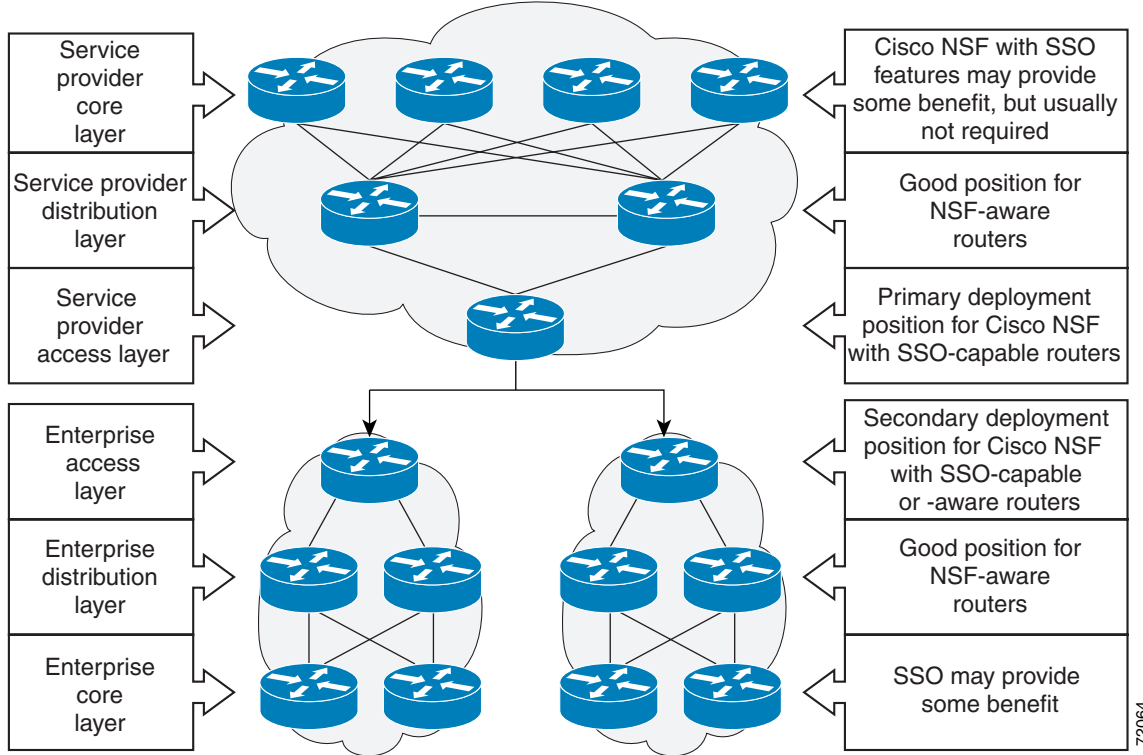 Service
provider
core
layer
Cisco NSF with SSO
features may provide
some benefit, but usually
not required
Service provider
distribution
layer
Good position for
NSF-aware
routers
Service
provider
access layer
Primary deployment
position for Cisco NSF
with SSO-capable routers
Enterprise
access
layer
Secondary deployment
position for Cisco NSF
with SSO-capable
or -aware routers
Enterprise
distribution
layer
Good position for
NSF-aware
routers
Enterprise
core
layer
SSO may provide
some benefit
72064